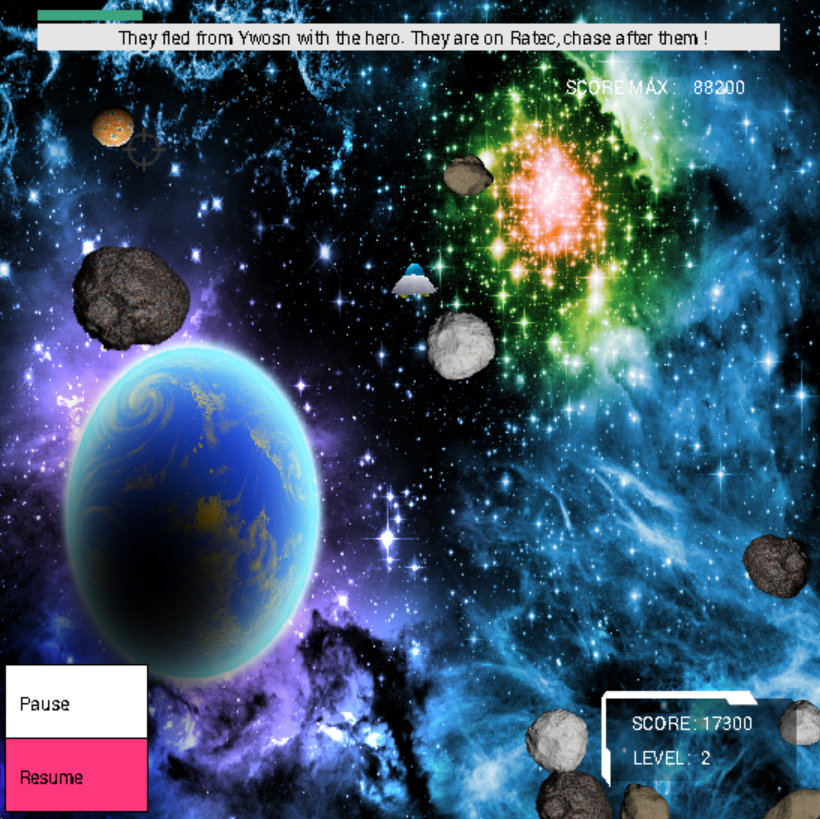 They fled from Ywosn with the hero. They are on Ratec, chase after them !
SCORE MAX : 88200
Pause
Resume
SCORE: 17300
LEVEL: 2